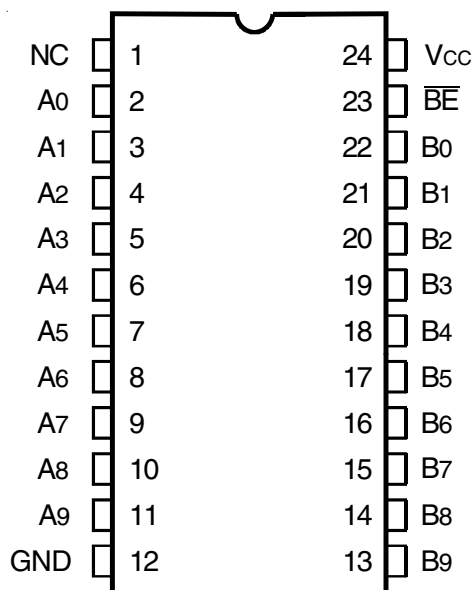 NC 1 24 VCC
A0 2 23 B̅E̅
A1 3 22 B0
A2 4 21 B1
A3 5 20 B2
A4 6 19 B3
A5 7 18 B4
A6 8 17 B5
A7 9 16 B6
A8 10 15 B7
A9 11 14 B8
GND 12 13 B9